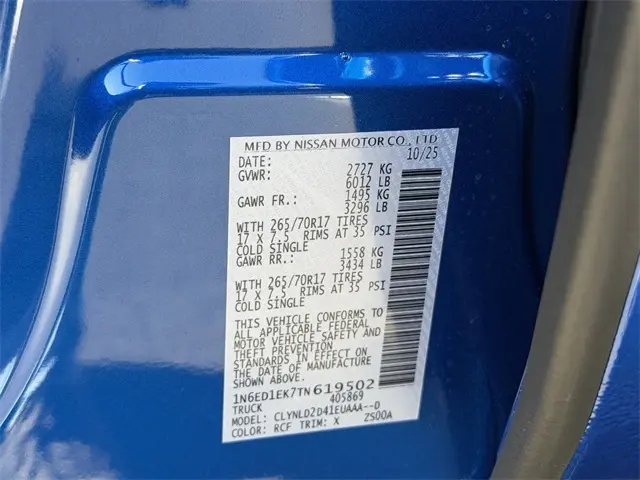 MFD BY NISSAN MOTOR CO., LTD
DATE: 10/25
GVWR: 2727 KG
6012 LB
GAWR FR.: 1495 KG
3296 LB
WITH 265/70R17 TIRES
17 X 7.5 RIMS AT 35 PSI
COLD SINGLE
GAWR RR.: 1558 KG
3434 LB
WITH 265/70R17 TIRES
17 X 7.5 RIMS AT 35 PSI
COLD SINGLE
THIS VEHICLE CONFORMS TO
ALL APPLICABLE FEDERAL
MOTOR VEHICLE SAFETY AND
THEFT PREVENTION
STANDARDS IN EFFECT ON
THE DATE OF MANUFACTURE
SHOWN ABOVE.
1N6ED1EK7TN619502
TRUCK 405869
MODEL: CLYNLD2D41EUAAA--D
COLOR: RCF TRIM: X ZS00A